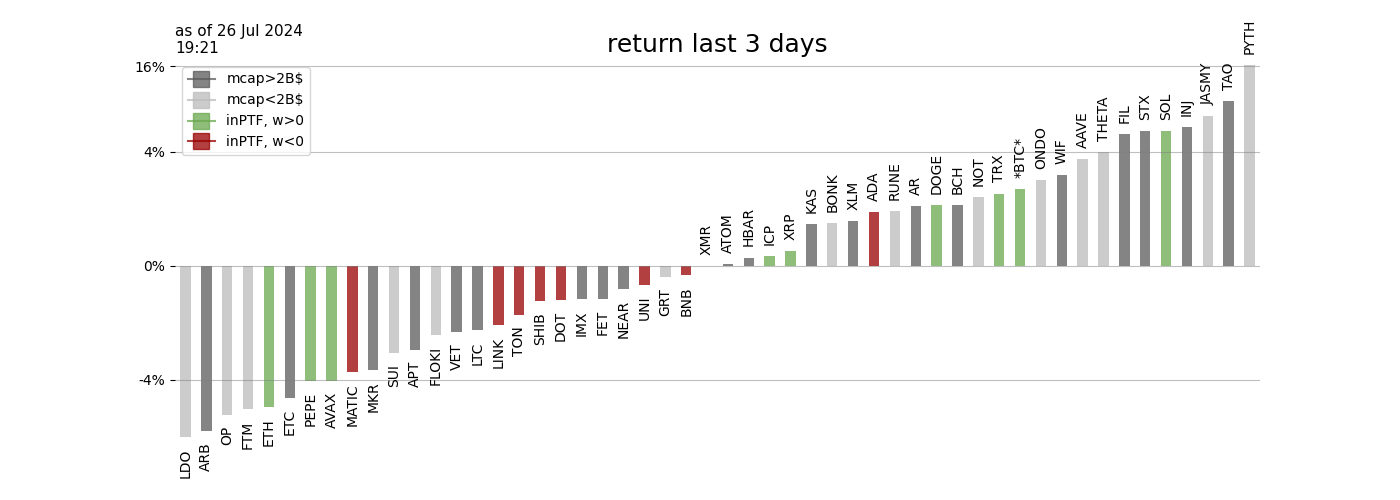 as of 26 Jul 2024
19:21
return last 3 days
16%
4%
0%
-4%
mcap>2B$
mcap<2B$
inPTF, w>0
inPTF, w<0
LDO
ARB
OP
FTM
ETH
ETC
PEPE
AVAX
MATIC
MKR
SUI
APT
FLOKI
VET
LTC
LINK
TON
SHIB
DOT
IMX
FET
NEAR
UNI
GRT
BNB
XMR
ATOM
HBAR
ICP
XRP
KAS
BONK
XLM
ADA
RUNE
AR
DOGE
BCH
NOT
TRX
*BTC*
ONDO
WIF
AAVE
THETA
FIL
STX
SOL
INJ
JASMY
TAO
PYTH